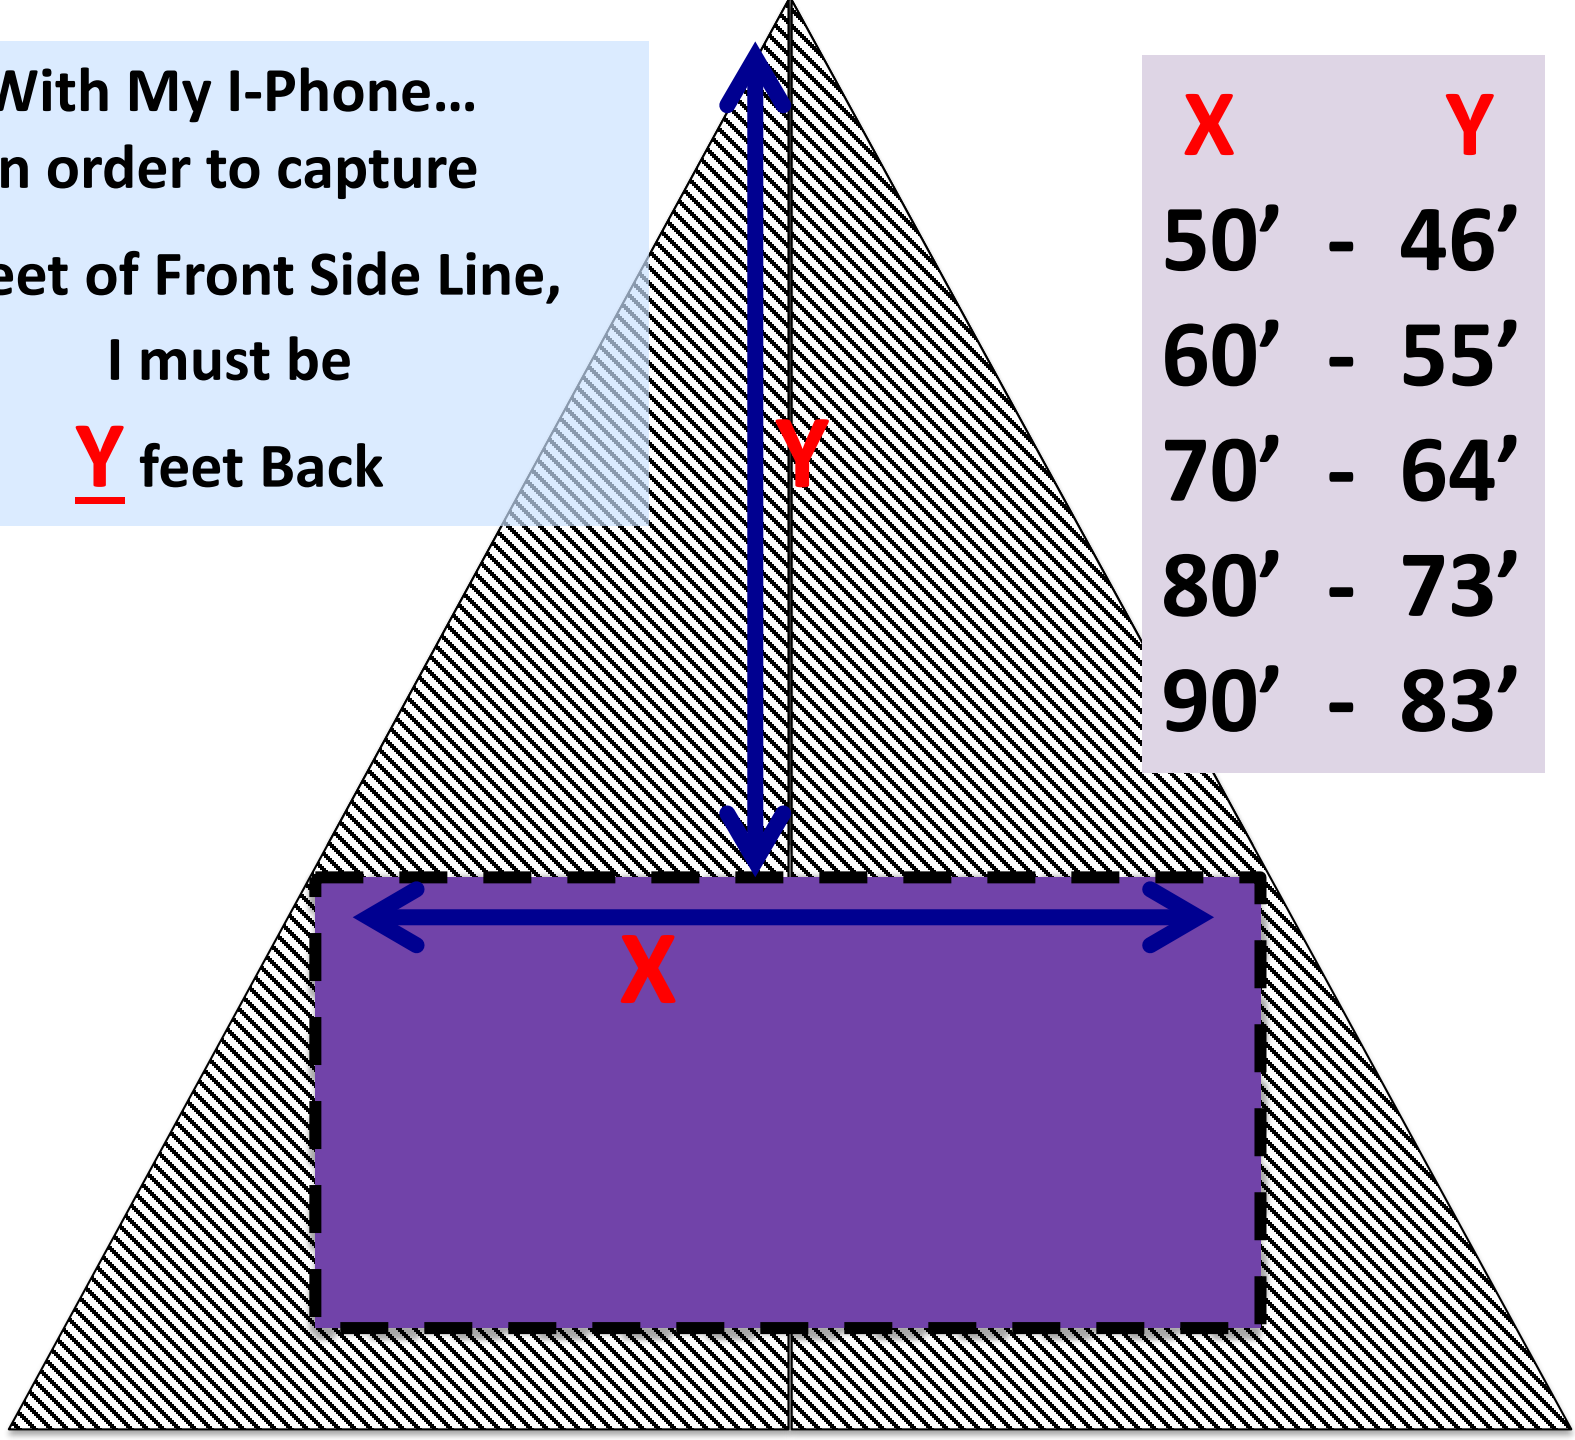 With My I-Phone…
n order to capture
eet of Front Side Line,
I must be
Y feet Back
X Y
50’ - 46’
60’ - 55’
70’ - 64’
80’ - 73’
90’ - 83’
Y
X